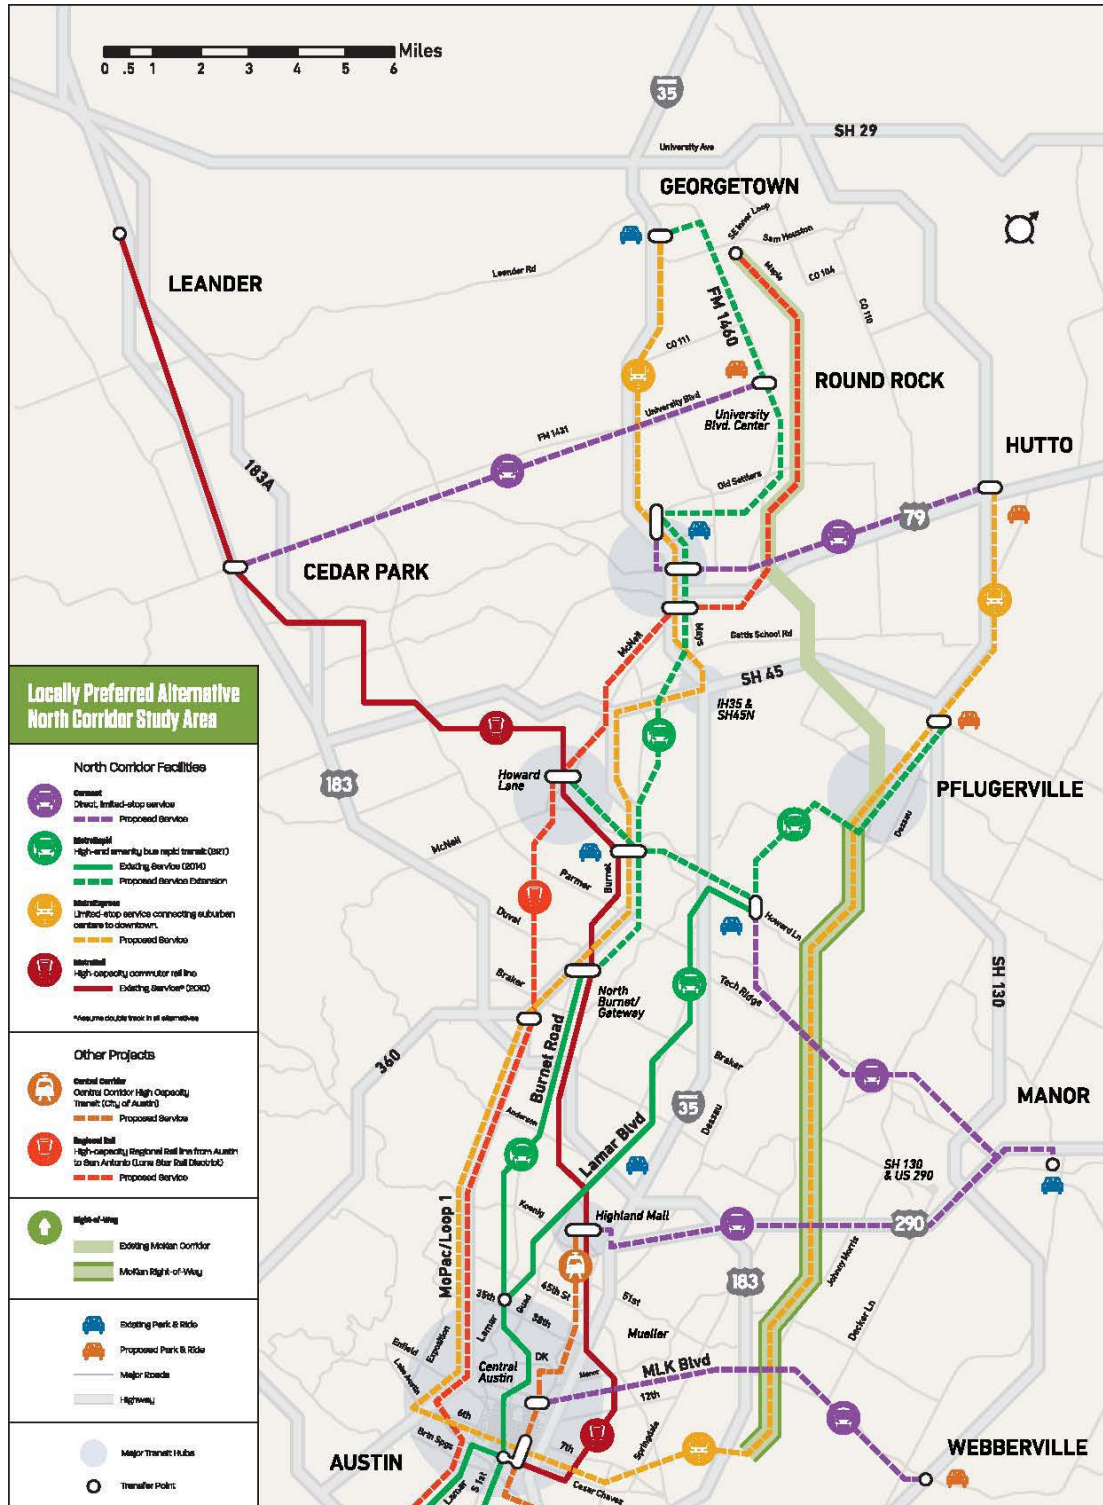 Miles
0 .5 1 2 3 4 5 6
35
SH 29
University Ave
GEORGETOWN
SE Inner Loop
Sam Houston
Maple
CO 104
CO 110
LEANDER
Leander Rd
FM 1460
CO 111
ROUND ROCK
University Blvd
University
Blvd. Center
FM 1431
HUTTO
183A
Old Settlers
79
CEDAR PARK
Mays
McNeil
Gattis School Rd
SH 45
IH35 &
SH45N
Locally Preferred Alternative
North Corridor Study Area
North Corridor Facilities
Connect
Direct, limited-stop service
Proposed Service
MetroRapid
High-end amenity bus rapid transit (BRT)
Existing Service (2014)
Proposed Service Extension
MetroExpress
Limited-stop service connecting suburban
centers to downtown.
Proposed Service
MetroRail
High-capacity commuter rail line
Existing Service* (2010)
*Assume double track in all alternatives
Other Projects
Central Corridor
Central Corridor High Capacity
Transit (City of Austin)
Proposed Service
Regional Rail
High-capacity Regional Rail line from Austin
to San Antonio (Lone Star Rail District)
Proposed Service
Right-of-Way
Existing MoKan Corridor
MoKan Right-of-Way
Existing Park & Ride
Proposed Park & Ride
Major Roads
Highway
Major Transit Hubs
Transfer Point
Howard
Lane
183
PFLUGERVILLE
Dessau
McNeil
Parmer
Burnet
Duval
Howard Ln
Braker
Tech Ridge
SH 130
North
Burnet/
Gateway
Burnet Road
360
Braker
35
Dessau
MANOR
Anderson
Lamar Blvd
SH 130
& US 290
Koenig
Highland Mall
290
MoPac/Loop 1
183
Johnny Morris
Decker Ln
35th
Guad
45th St
38th
51st
Lamar
Mueller
Enfield
Exposition
Lake Austin
Central
Austin
DK
Manor
MLK Blvd
12th
6th
Brtn Spgs
7th
Springdale
AUSTIN
WEBBERVILLE
Lamar
S 1st
Cesar Chavez